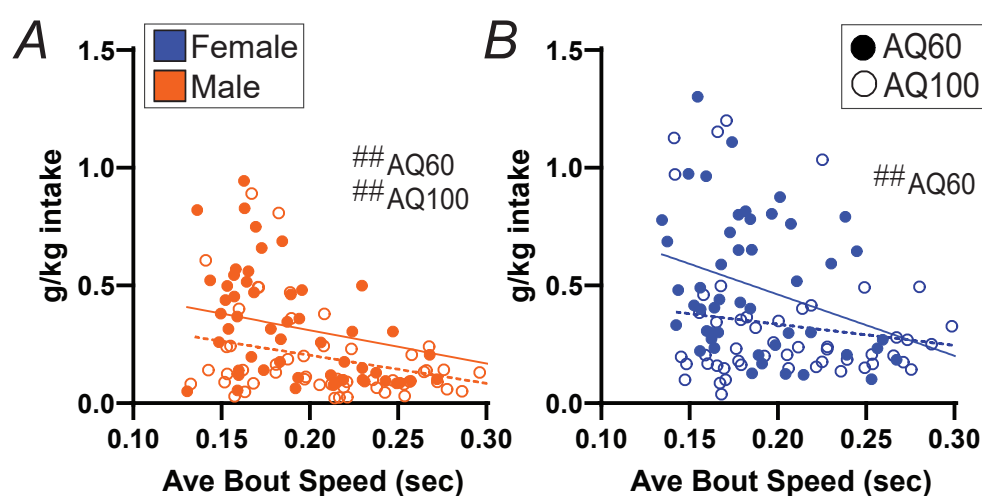 A
Female
Male
1.5
1.0
0.5
0.0
g/kg intake
##AQ60
##AQ100
0.10 0.15 0.20 0.25 0.30
Ave Bout Speed (sec)
B
AQ60
AQ100
1.5
1.0
0.5
0.0
g/kg intake
##AQ60
0.10 0.15 0.20 0.25 0.30
Ave Bout Speed (sec)